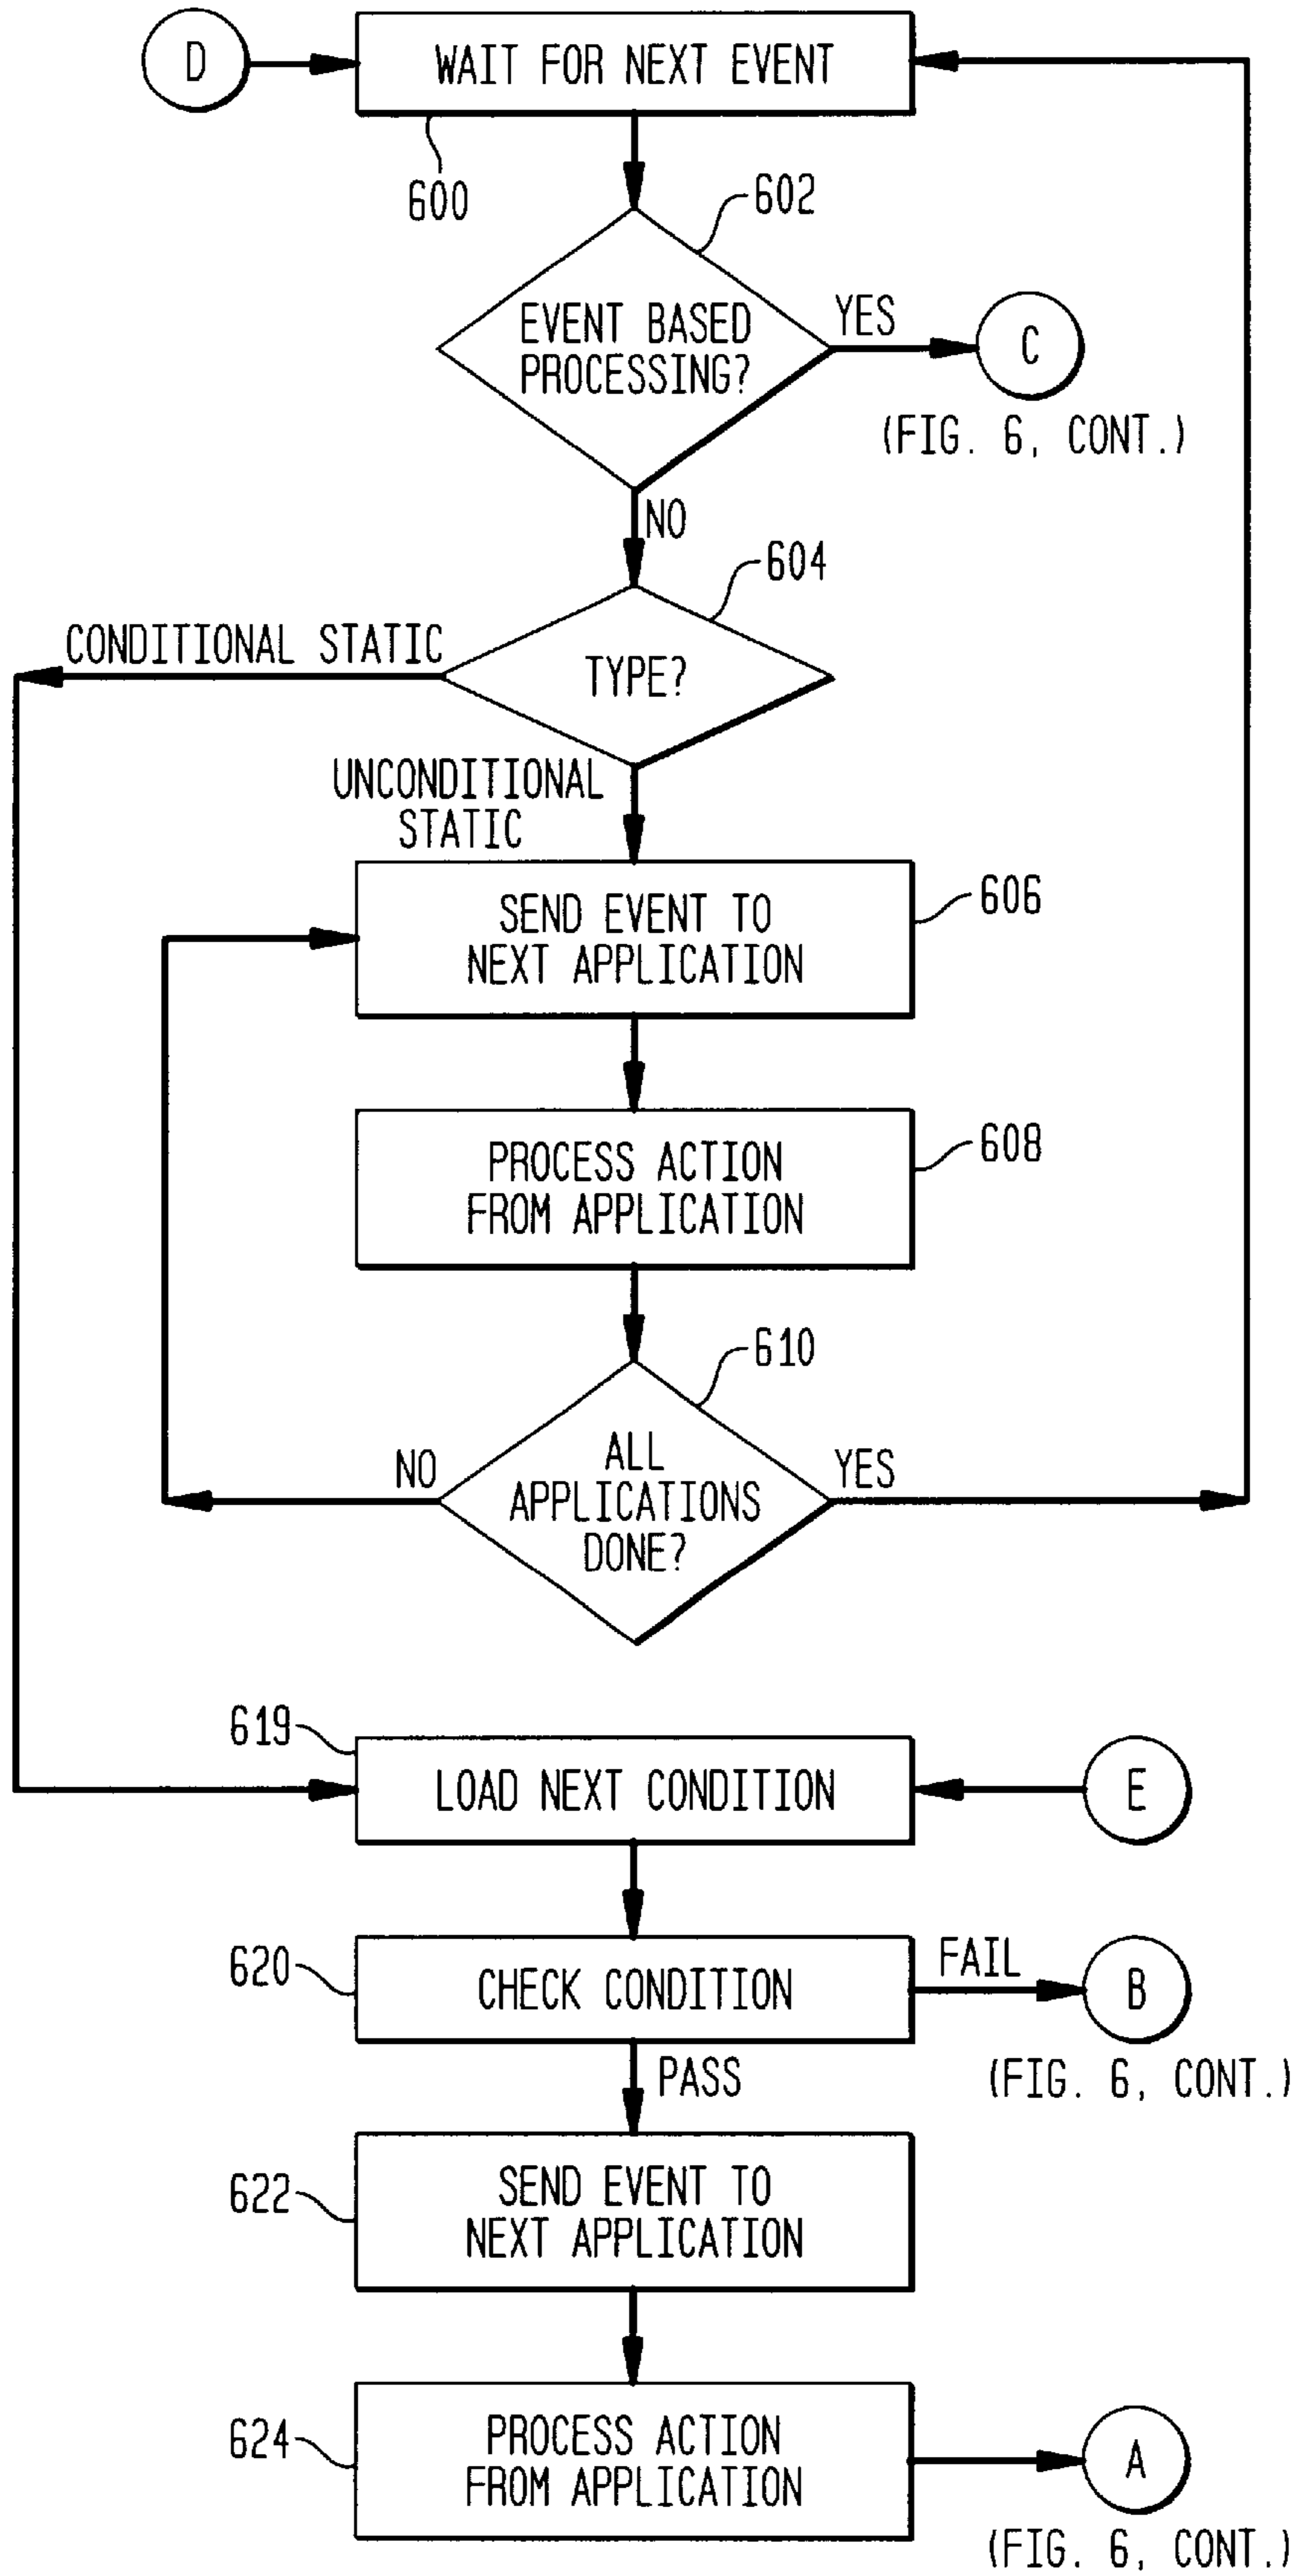 D
WAIT FOR NEXT EVENT
600
602
EVENT BASED
PROCESSING?
YES
C
(FIG. 6, CONT.)
NO
604
CONDITIONAL STATIC
TYPE?
UNCONDITIONAL
STATIC
SEND EVENT TO
NEXT APPLICATION
606
PROCESS ACTION
FROM APPLICATION
608
610
NO
ALL
APPLICATIONS
DONE?
YES
619
LOAD NEXT CONDITION
E
620
CHECK CONDITION
FAIL
B
(FIG. 6, CONT.)
PASS
622
SEND EVENT TO
NEXT APPLICATION
624
PROCESS ACTION
FROM APPLICATION
A
(FIG. 6, CONT.)